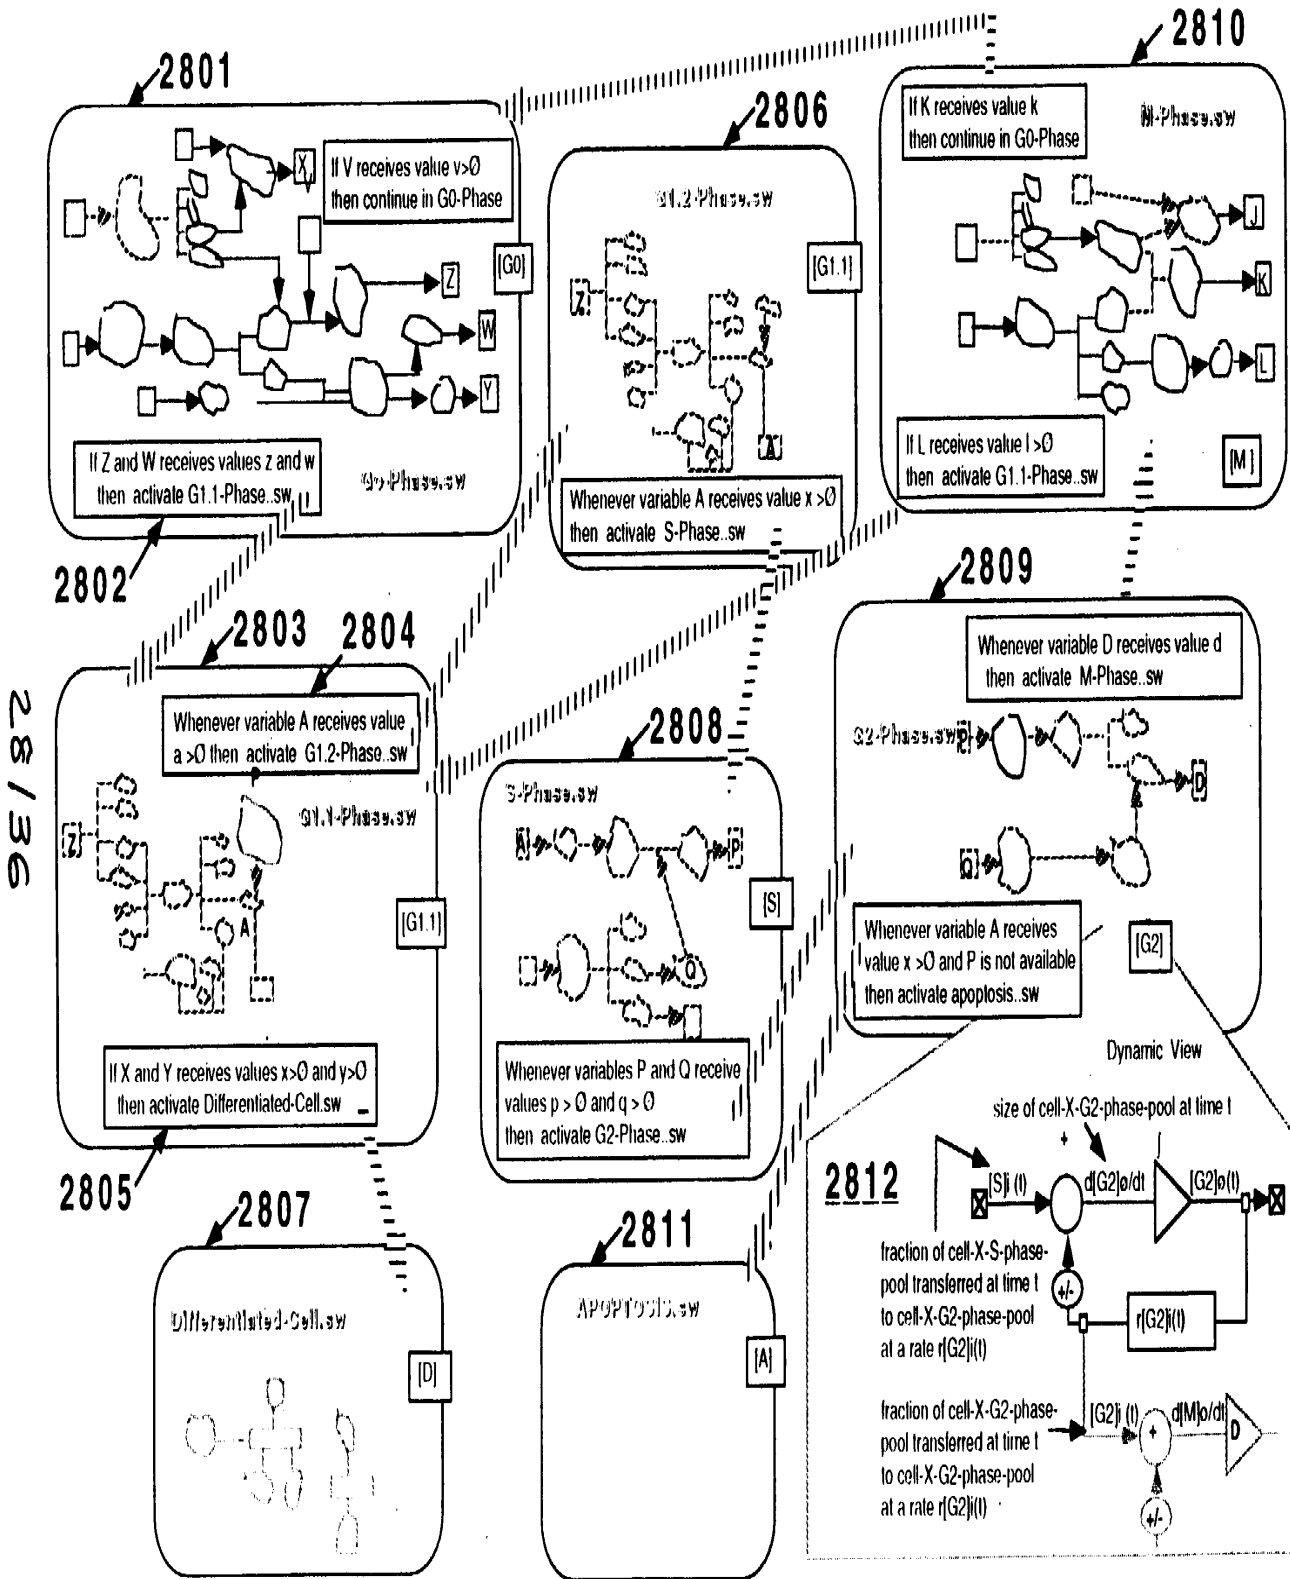 2801
If V receives value v>Ø
then continue in G0-Phase
X
V
[G0]
Z
W
Y
If Z and W receives values z and w
then activate G1.1-Phase..sw
Go-Phase.sw
2802
2806
G1.2-Phase.sw
[G1.1]
Z
A
Whenever variable A receives value x >Ø
then activate S-Phase..sw
2810
If K receives value k
then continue in G0-Phase
M-Phase.sw
J
K
L
If L receives value l >Ø
then activate G1.1-Phase..sw
[M]
2803
2804
Whenever variable A receives value
a >Ø then activate G1.2-Phase..sw
G1.1-Phase.sw
Z
A
[G1.1]
If X and Y receives values x>Ø and y>Ø
then activate Differentiated-Cell.sw
2805
28/36
2808
S-Phase.sw
A
P
[S]
Q
Whenever variables P and Q receive
values p > Ø and q > Ø
then activate G2-Phase..sw
2809
Whenever variable D receives value d
then activate M-Phase..sw
G2-Phase.sw
P
D
Q
Whenever variable A receives
value x >Ø and P is not available
then activate apoptosis..sw
[G2]
2807
Differentiated-Cell.sw
[D]
2811
APOPTOSIS.sw
[A]
Dynamic View
size of cell-X-G2-phase-pool at time t
+
2812
[S]i (t)
d[G2]ø/dt
[G2]ø(t)
fraction of cell-X-S-phase-
pool transferred at time t
to cell-X-G2-phase-pool
at a rate r[G2]i(t)
+/-
r[G2]i(t)
fraction of cell-X-G2-phase-
pool transferred at time t
to cell-X-G2-phase-pool
at a rate r[G2]i(t)
[G2]i (t)
+
d[M]ø/dt
D
+/-